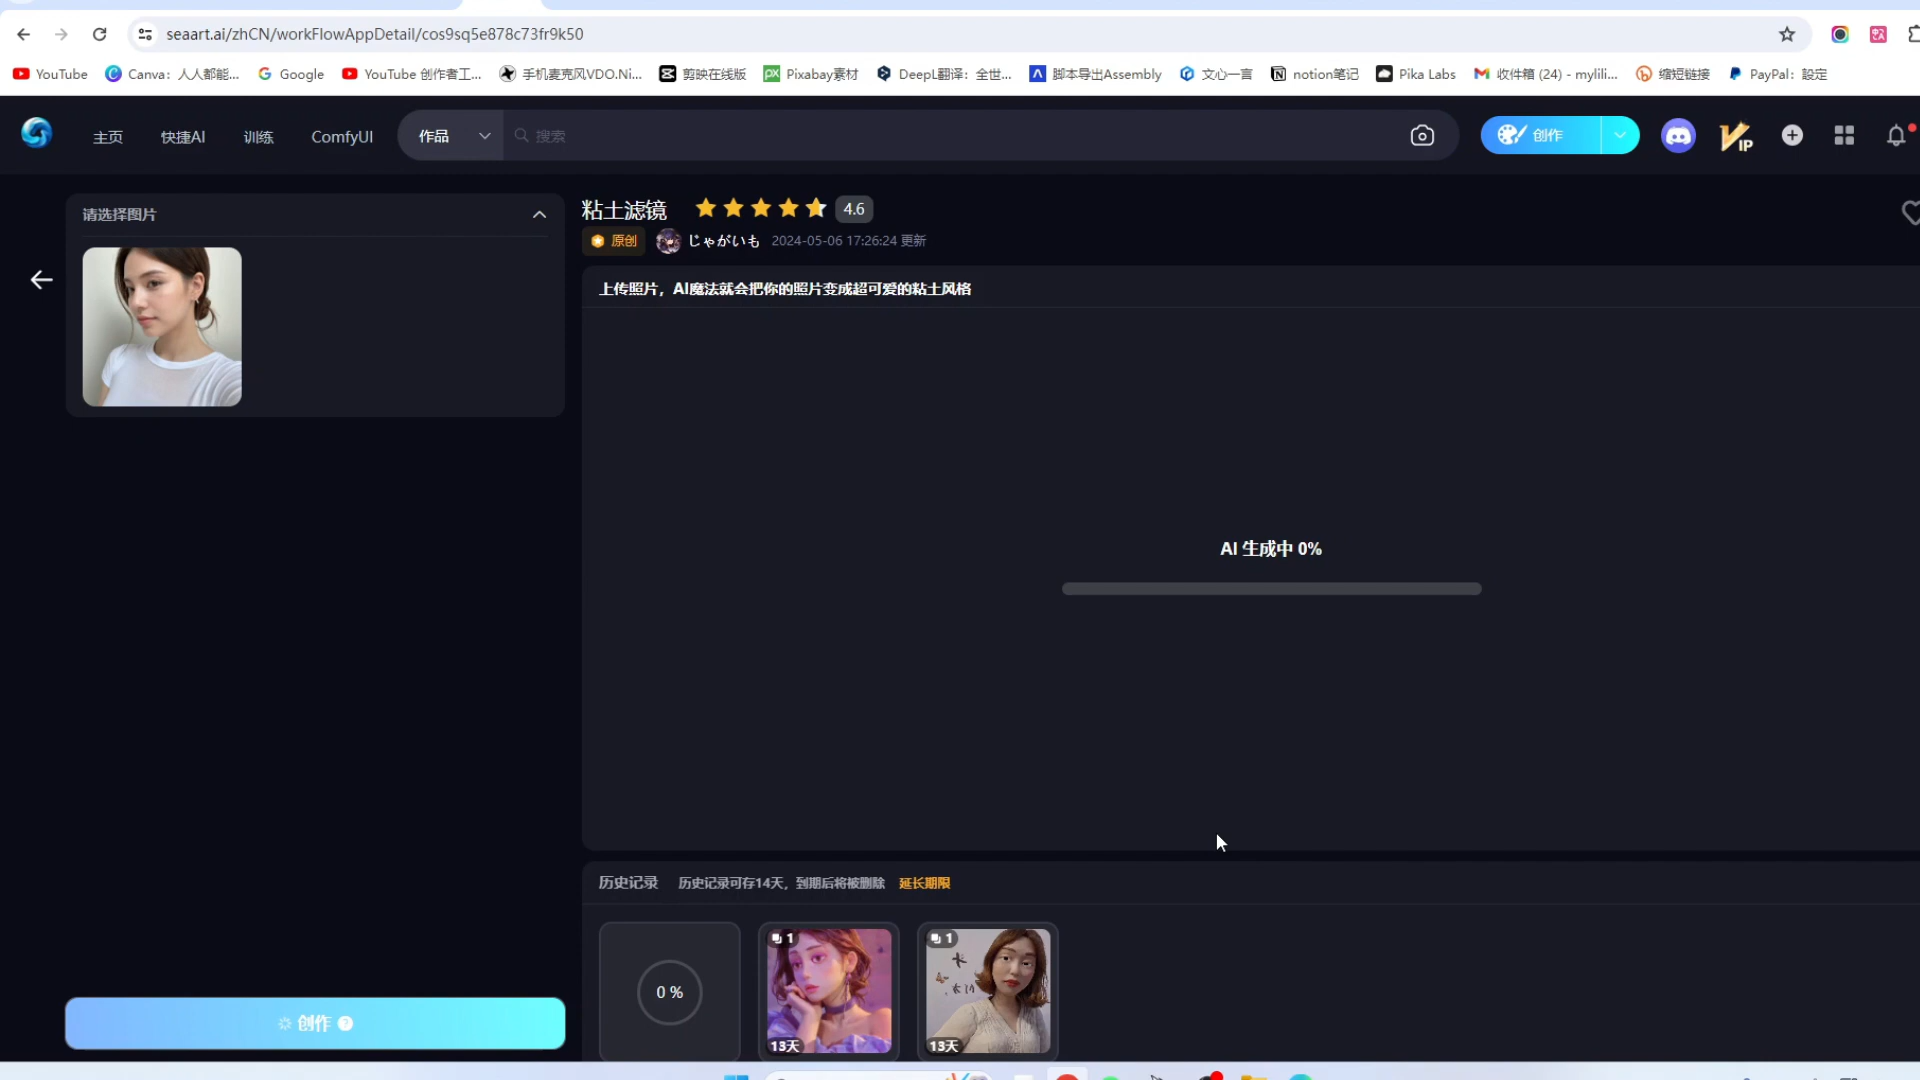 seaart.ai/zhCN/workFlowAppDetail/cos9sq5e878c73fr9k50
YouTube Canva：人人都能... Google YouTube 创作者工... 手机麦克风VDO.Ni... 剪映在线版 Pixabay素材 DeepL翻译：全世... 脚本导出Assembly 文心一言 notion笔记 Pika Labs 收件箱 (24) - mylili... 缩短链接 PayPal：設定
主页 快捷AI 训练 ComfyUI 作品 搜索 创作 VIP
请选择图片
粘土滤镜 4.6
原创 じゃがいも 2024-05-06 17:26:24 更新
上传照片，AI魔法就会把你的照片变成超可爱的粘土风格
AI 生成中 0%
历史记录 历史记录可存14天，到期后将被删除 延长期限
1 1
0 %
13天 13天
创作